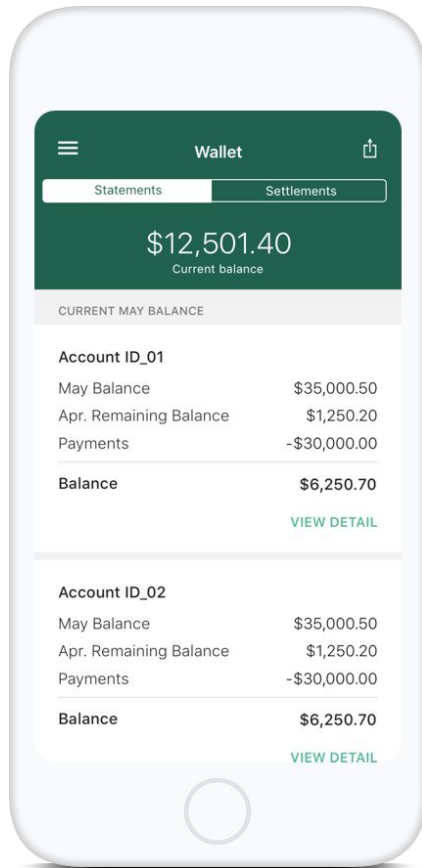 Wallet
Statements Settlements
$12,501.40
Current balance
CURRENT MAY BALANCE
Account ID_01
May Balance $35,000.50
Apr. Remaining Balance $1,250.20
Payments -$30,000.00
Balance $6,250.70
VIEW DETAIL
Account ID_02
May Balance $35,000.50
Apr. Remaining Balance $1,250.20
Payments -$30,000.00
Balance $6,250.70
VIEW DETAIL